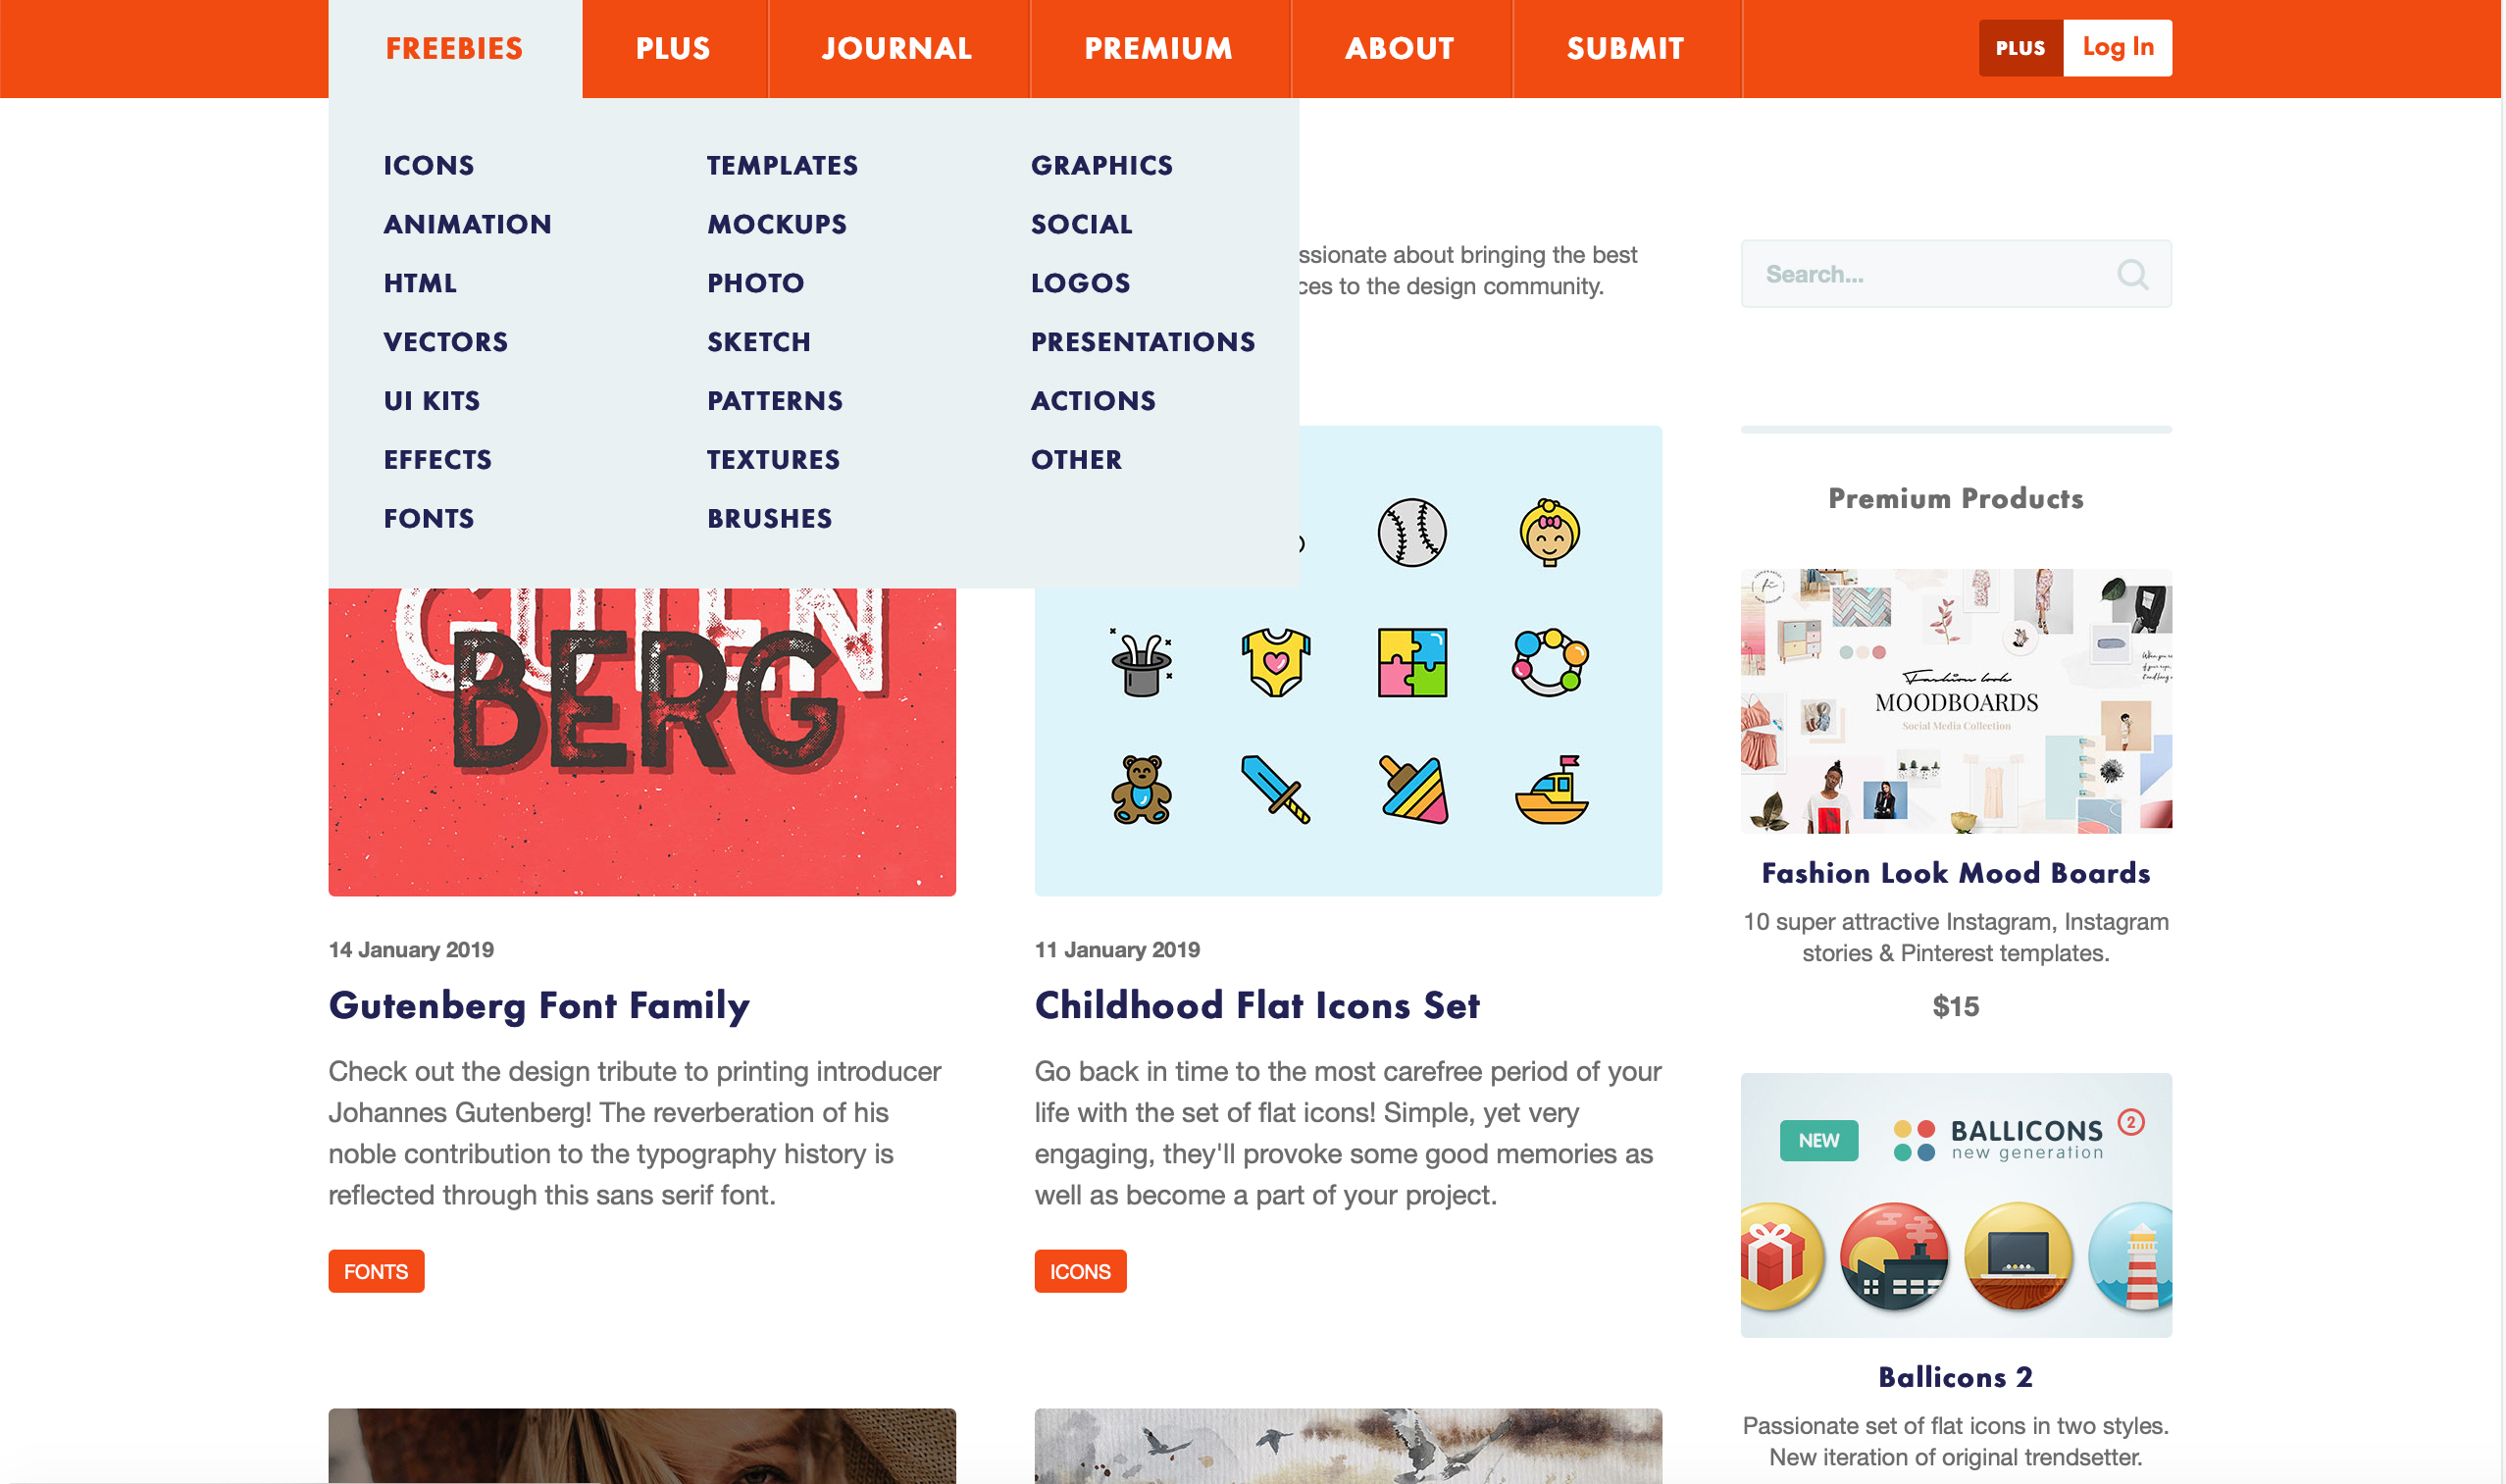 FREEBIES
PLUS
JOURNAL
PREMIUM
ABOUT
SUBMIT
PLUS
Log In
ICONS
ANIMATION
HTML
VECTORS
UI KITS
EFFECTS
FONTS
TEMPLATES
MOCKUPS
PHOTO
SKETCH
PATTERNS
TEXTURES
BRUSHES
GRAPHICS
SOCIAL
LOGOS
PRESENTATIONS
ACTIONS
OTHER
ssionate about bringing the best
ces to the design community.
Search...
GUTEN
BERG
14 January 2019
Gutenberg Font Family
Check out the design tribute to printing introducer
Johannes Gutenberg! The reverberation of his
noble contribution to the typography history is
reflected through this sans serif font.
FONTS
11 January 2019
Childhood Flat Icons Set
Go back in time to the most carefree period of your
life with the set of flat icons! Simple, yet very
engaging, they'll provoke some good memories as
well as become a part of your project.
ICONS
Premium Products
Fashion look
MOODBOARDS
Social Media Collection
Fashion Look Mood Boards
10 super attractive Instagram, Instagram
stories & Pinterest templates.
$15
NEW
BALLICONS 2
new generation
Ballicons 2
Passionate set of flat icons in two styles.
New iteration of original trendsetter.